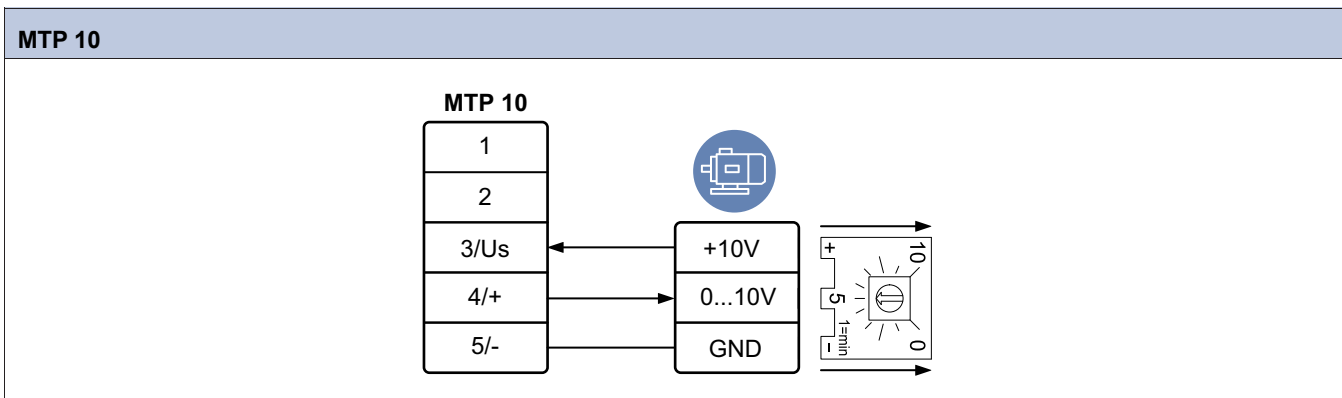 MTP 10
MTP 10
1
2
3/Us
4/+
5/-
+10V
0...10V
GND
+
5
-
1=min
10
0